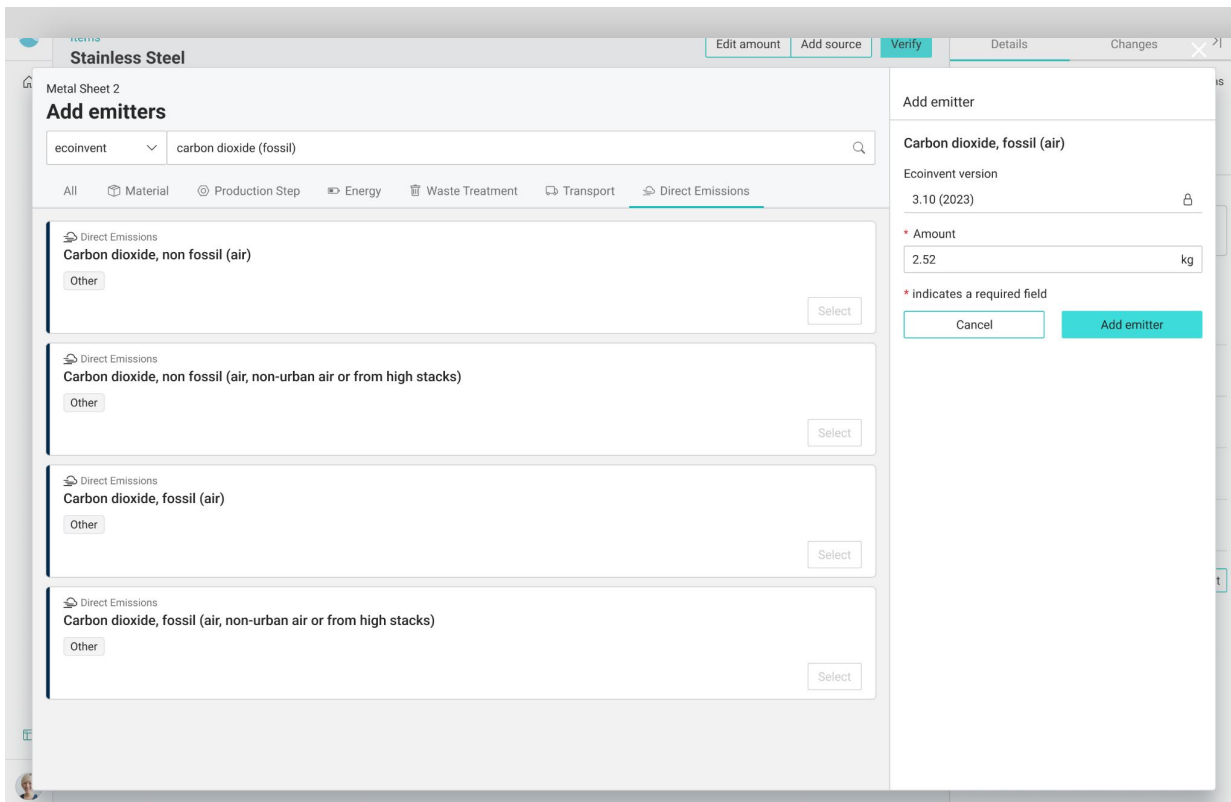 Items
Stainless Steel
Edit amount
Add source
Verify
Details
Changes
Metal Sheet 2
Add emitters
ecoinvent
carbon dioxide (fossil)
All
Material
Production Step
Energy
Waste Treatment
Transport
Direct Emissions
Direct Emissions
Carbon dioxide, non fossil (air)
Other
Select
Direct Emissions
Carbon dioxide, non fossil (air, non-urban air or from high stacks)
Other
Select
Direct Emissions
Carbon dioxide, fossil (air)
Other
Select
Direct Emissions
Carbon dioxide, fossil (air, non-urban air or from high stacks)
Other
Select
Add emitter
Carbon dioxide, fossil (air)
Ecoinvent version
3.10 (2023)
* Amount
2.52 kg
* indicates a required field
Cancel
Add emitter